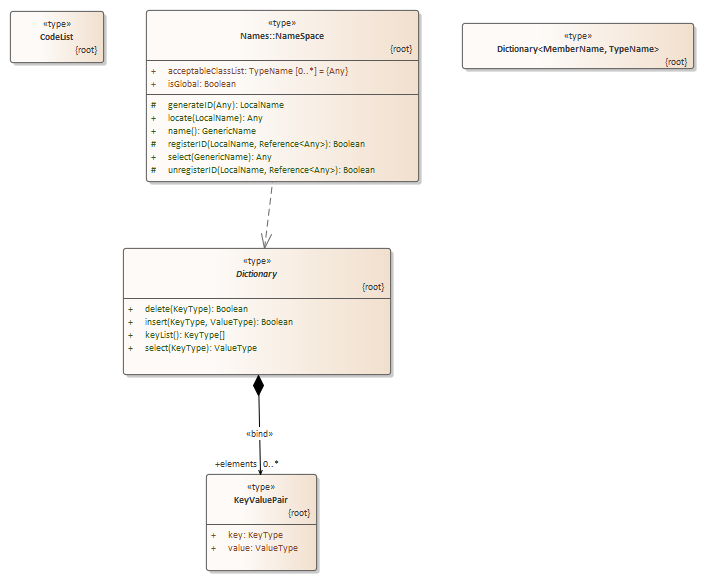 «type»
CodeList
{root}
«type»
Names::NameSpace
{root}
+ acceptableClassList: TypeName [0..*] = {Any}
+ isGlobal: Boolean
# generateID(Any): LocalName
+ locate(LocalName): Any
+ name(): GenericName
# registerID(LocalName, Reference<Any>): Boolean
+ select(GenericName): Any
# unregisterID(LocalName, Reference<Any>): Boolean
«type»
Dictionary<MemberName, TypeName>
{root}
«type»
Dictionary
{root}
+ delete(KeyType): Boolean
+ insert(KeyType, ValueType): Boolean
+ keyList(): KeyType[]
+ select(KeyType): ValueType
«bind»
+elements 0..*
«type»
KeyValuePair
{root}
+ key: KeyType
+ value: ValueType